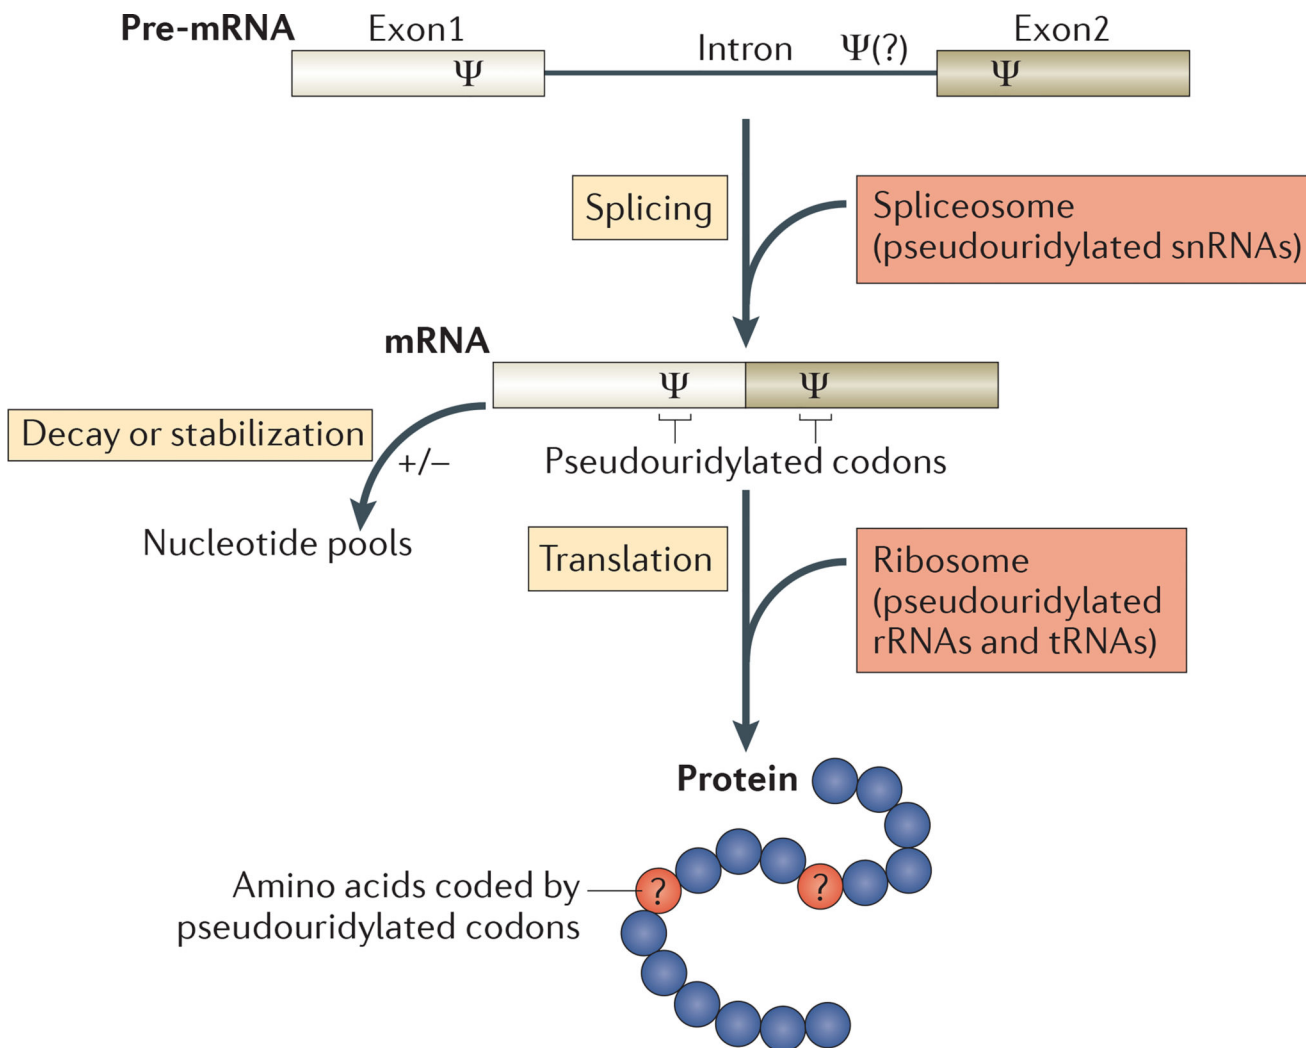 Pre-mRNA
Exon1
Intron
Ψ(?)
Exon2
Ψ
Ψ
Splicing
Spliceosome
(pseudouridylated snRNAs)
mRNA
Ψ
Ψ
Decay or stabilization
+/−
Pseudouridylated codons
Nucleotide pools
Translation
Ribosome
(pseudouridylated
rRNAs and tRNAs)
Protein
Amino acids coded by
pseudouridylated codons
?
?